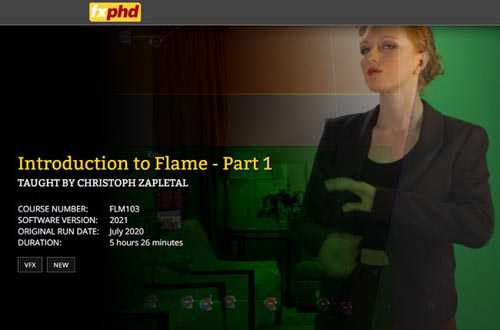 fxphd
Introduction to Flame - Part 1
TAUGHT BY CHRISTOPH ZAPLETAL
COURSE NUMBER: FLM103
SOFTWARE VERSION: 2021
ORIGINAL RUN DATE: July 2020
DURATION: 5 hours 26 minutes
VFX NEW